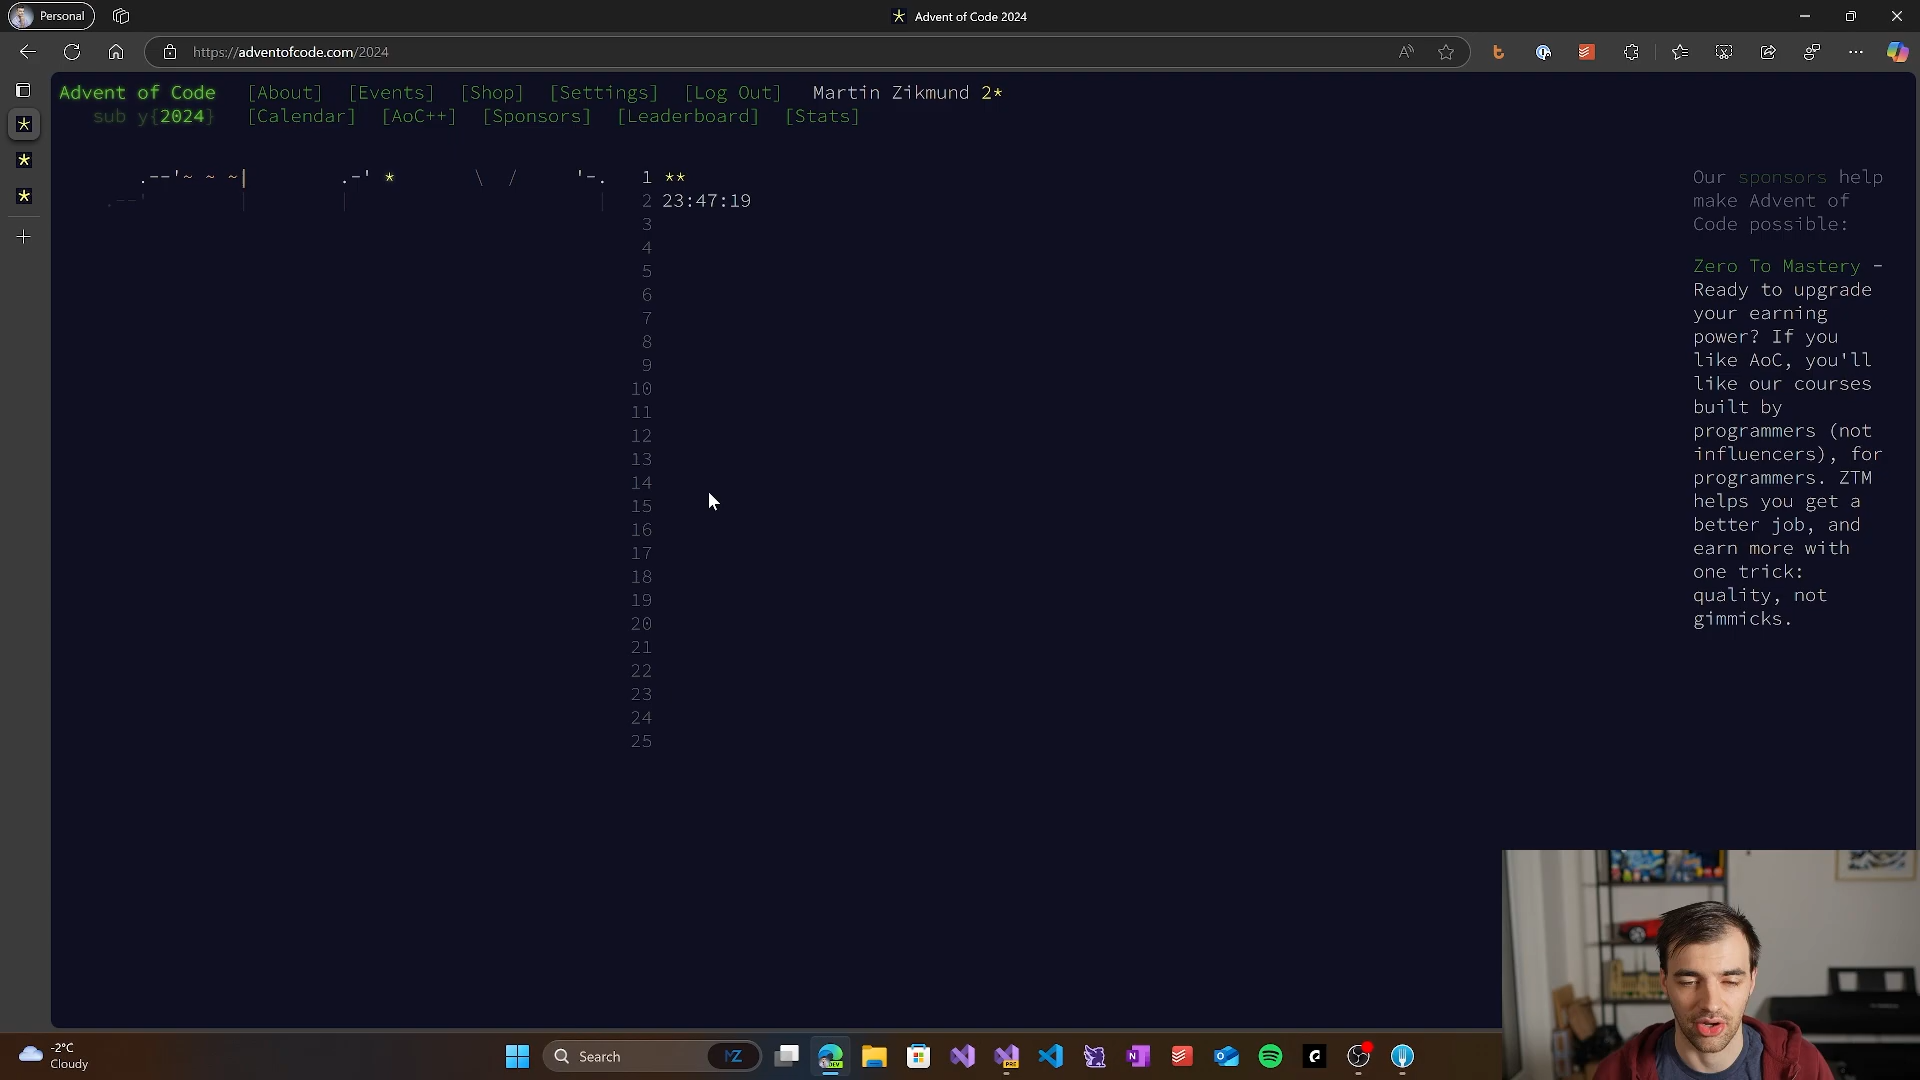 Personal
Advent of Code 2024
https://adventofcode.com/2024
Advent of Code [About] [Events] [Shop] [Settings] [Log Out] Martin Zikmund 2*
sub y{2024} [Calendar] [AoC++] [Sponsors] [Leaderboard] [Stats]
.--'~ ~ ~| .-' * \ / '-. 1 **
.--' | | | 2 23:47:19
3
4
5
6
7
8
9
10
11
12
13
14
15
16
17
18
19
20
21
22
23
24
25
Our sponsors help
make Advent of
Code possible:
Zero To Mastery -
Ready to upgrade
your earning
power? If you
like AoC, you'll
like our courses
built by
programmers (not
influencers), for
programmers. ZTM
helps you get a
better job, and
earn more with
one trick:
quality, not
gimmicks.
-2°C
Cloudy
Search
MZ
DEV
PRE